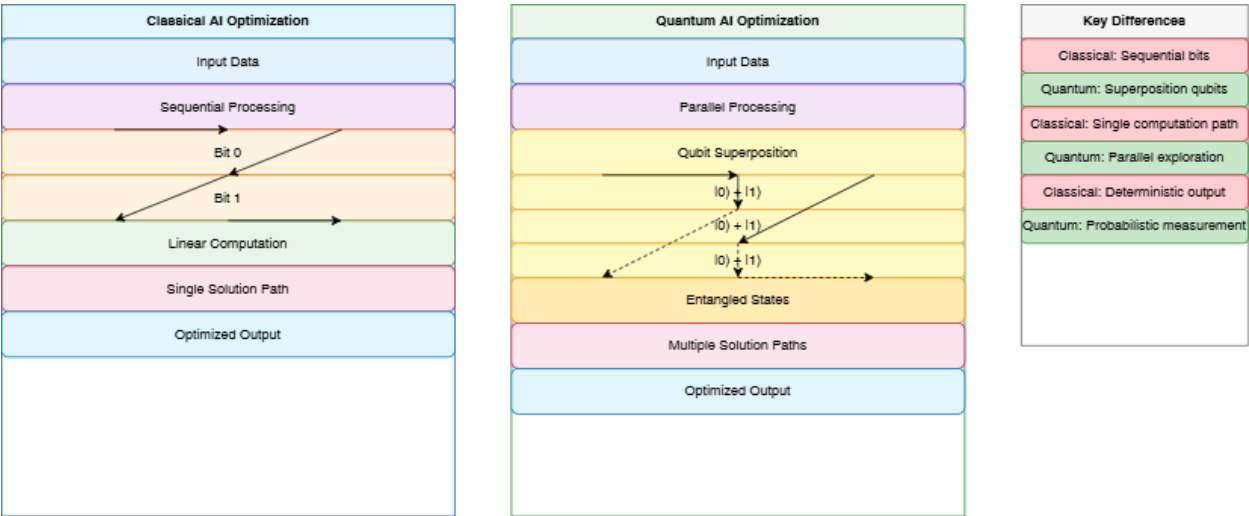 Classical AI Optimization
Input Data
Sequential Processing
Bit 0
Bit 1
Linear Computation
Single Solution Path
Optimized Output
Quantum AI Optimization
Input Data
Parallel Processing
Qubit Superposition
|0⟩ + |1⟩
|0⟩ + |1⟩
|0⟩ + |1⟩
Entangled States
Multiple Solution Paths
Optimized Output
Key Differences
Classical: Sequential bits
Quantum: Superposition qubits
Classical: Single computation path
Quantum: Parallel exploration
Classical: Deterministic output
Quantum: Probabilistic measurement